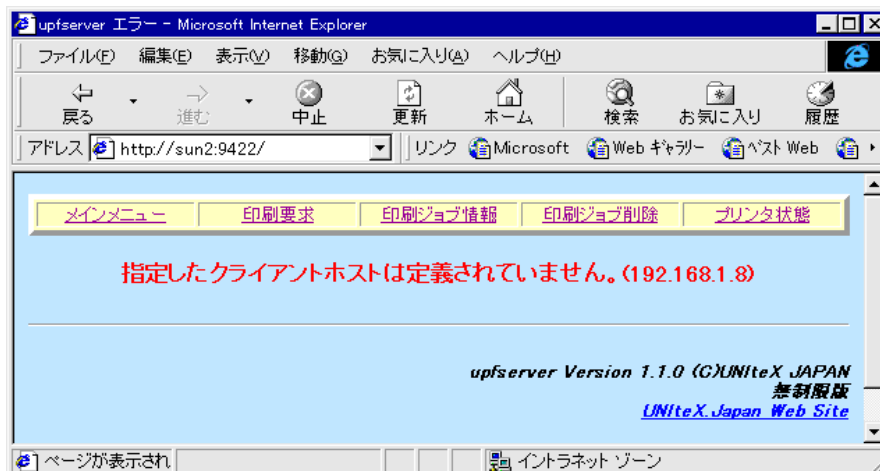 upfserver エラー - Microsoft Internet Explorer
ファイル(F) 編集(E) 表示(V) 移動(G) お気に入り(A) ヘルプ(H)
戻る 進む 中止 更新 ホーム 検索 お気に入り 履歴
アドレス http://sun2:9422/ リンク Microsoft Web ギャラリー ベスト Web
メインメニュー 印刷要求 印刷ジョブ情報 印刷ジョブ削除 プリンタ状態
指定したクライアントホストは定義されていません。(192.168.1.8)
upfserver Version 1.1.0 (C)UNIteX JAPAN
無制限版
UNIteX.Japan Web Site
ページが表示され イントラネット ゾーン